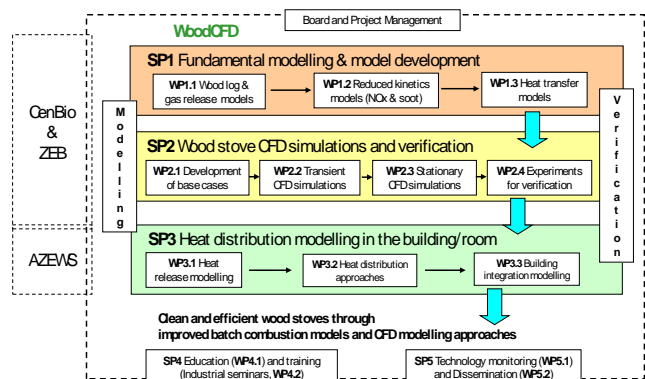 Board and Project Management
WoodCFD
SP1 Fundamental modelling & model development
WP1.1 Wood log &
gas release models
WP1.2 Reduced kinetics
models (NOx & soot)
WP1.3 Heat transfer
models
CenBio
&
ZEB
Modelling
Verification
SP2 Wood stove CFD simulations and verification
WP2.1 Development
of base cases
WP2.2 Transient
CFD simulations
WP2.3 Stationary
CFD simulations
WP2.4 Experiments
for verification
AZEWS
SP3 Heat distribution modelling in the building/room
WP3.1 Heat
release modelling
WP3.2 Heat distribution
approaches
WP3.3 Building
integration modelling
Clean and efficient wood stoves through
improved batch combustion models and CFD modelling approaches
SP4 Education (WP4.1) and training
(Industrial seminars, WP4.2)
SP5 Technology monitoring (WP5.1)
and Dissemination (WP5.2)